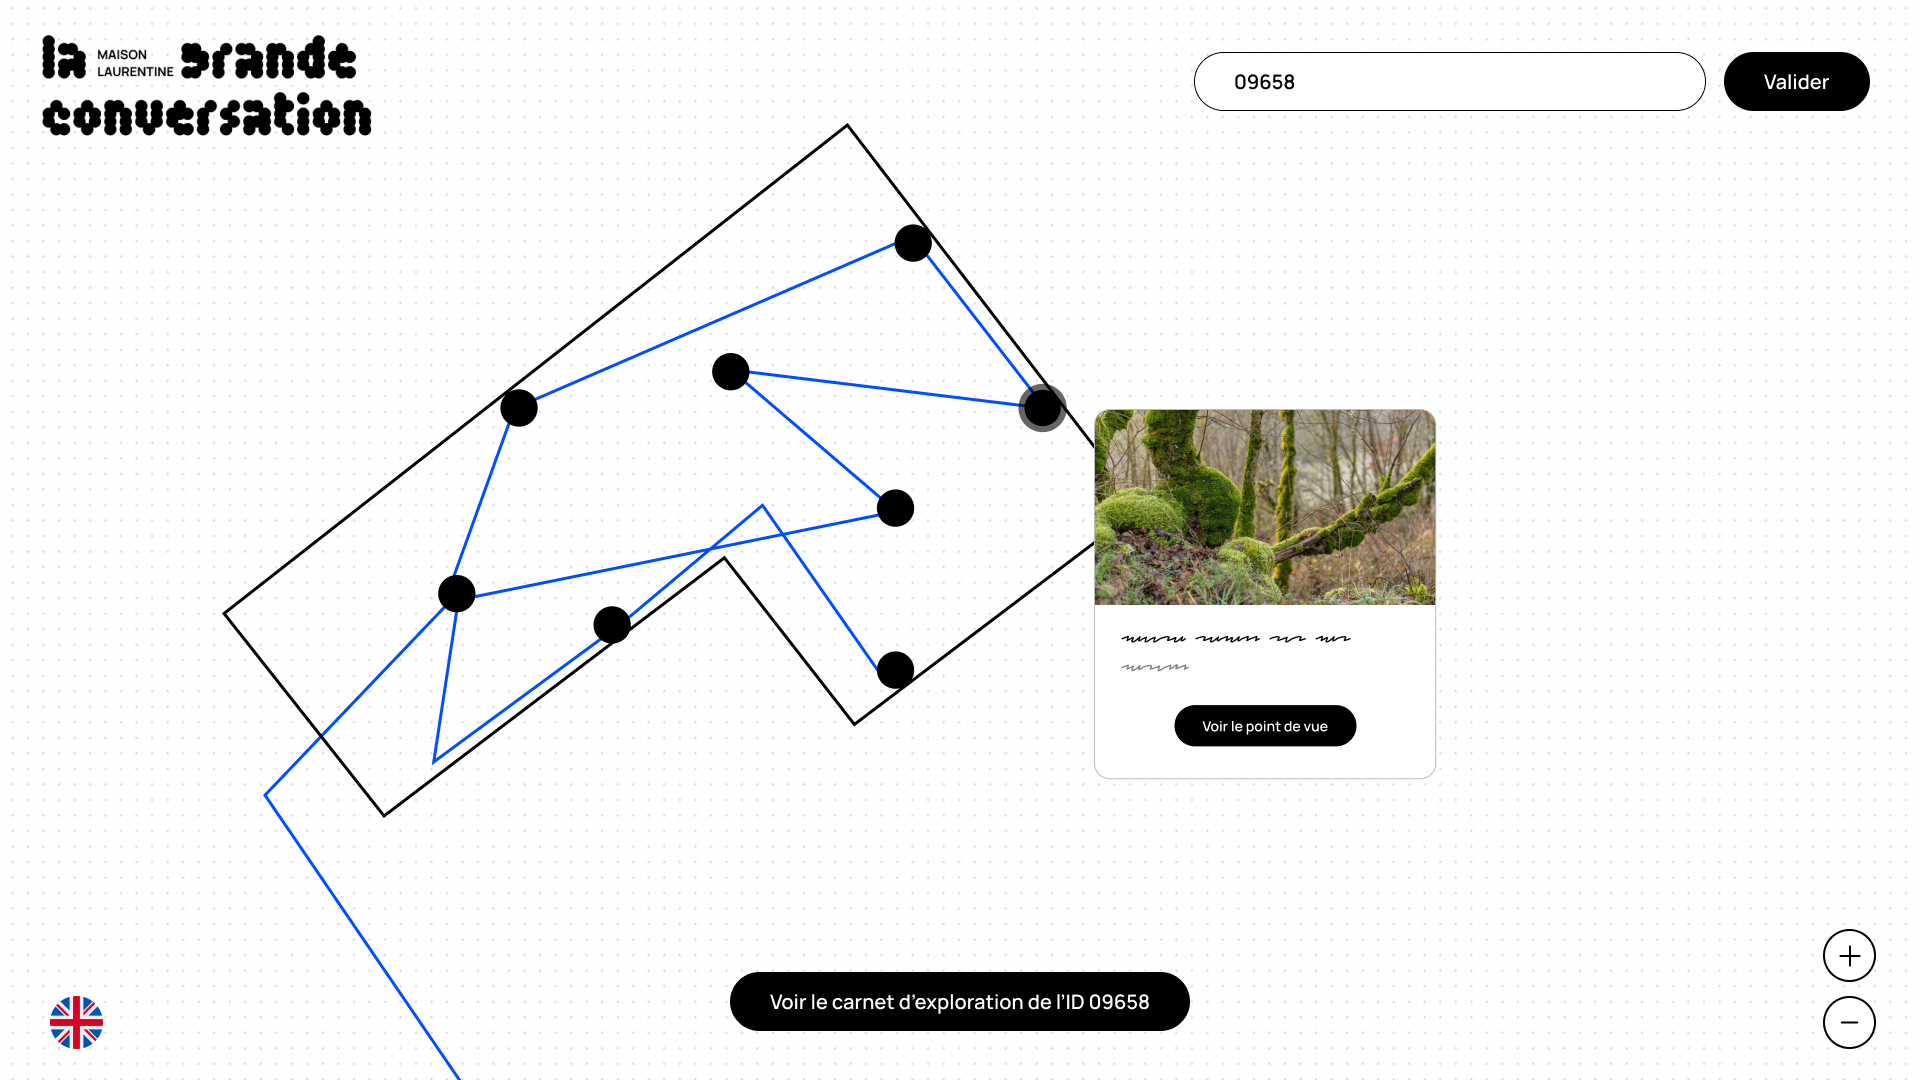 la MAISON LAURENTINE grande
conversation
09658
Valider
Voir le point de vue
Voir le carnet d’exploration de l’ID 09658